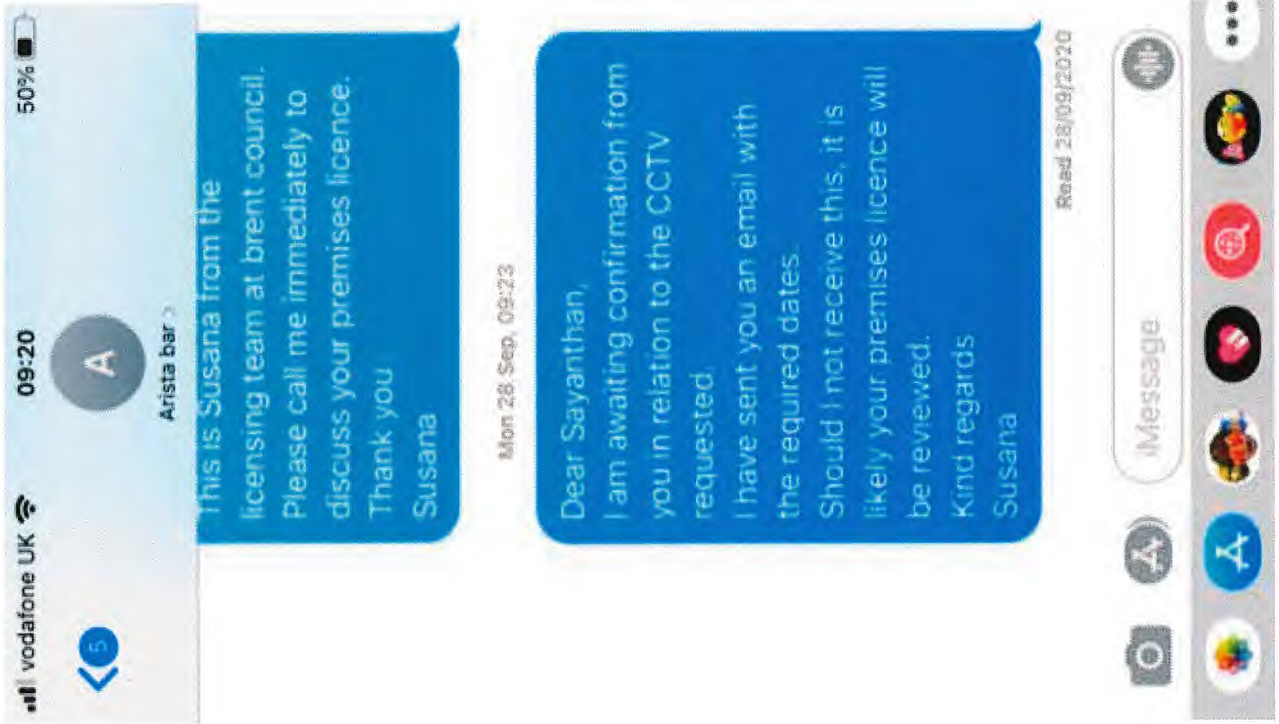 vodafone UK
09:20
50%
5
A
Arista bar >
This is Susana from the
licensing team at brent council.
Please call me immediately to
discuss your premises licence.
Thank you
Susana
Mon 28 Sep, 09:23
Dear Sayanthan,
I am awaiting confirmation from
you in relation to the CCTV
requested.
I have sent you an email with
the required dates.
Should I not receive this, it is
likely your premises licence will
be reviewed.
Kind regards
Susana
Read 28/09/2020
iMessage